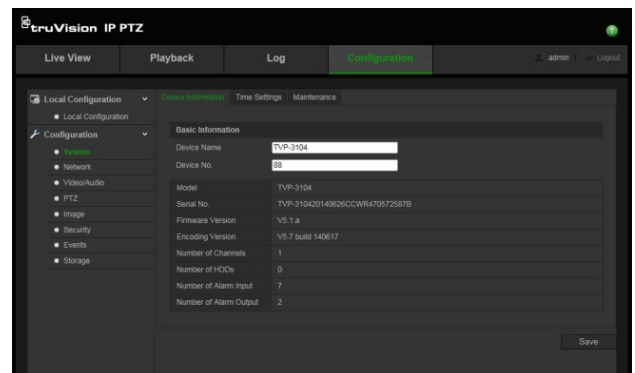 truVision IP PTZ
Live View Playback Log Configuration admin Logout
Local Configuration
Local Configuration
Configuration
System
Network
Video/Audio
PTZ
Image
Security
Events
Storage
Device Information Time Settings Maintenance
Basic Information
Device Name TVP-3104
Device No. 88
Model TVP-3104
Serial No. TVP-310420140626CCWR470572587B
Firmware Version V5.1.a
Encoding Version V5.7 build 140617
Number of Channels 1
Number of HDDs 0
Number of Alarm Input 7
Number of Alarm Output 2
Save